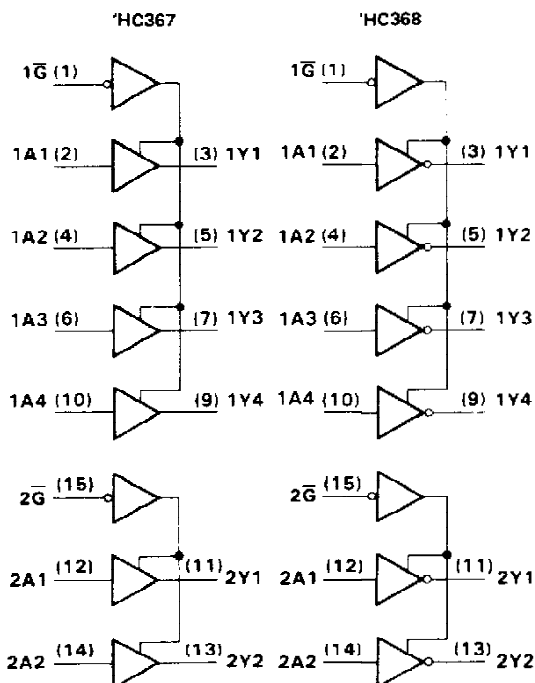 'HC367 'HC368
1G̅ (1) 1G̅ (1)
1A1 (2) (3) 1Y1 1A1 (2) (3) 1Y1
1A2 (4) (5) 1Y2 1A2 (4) (5) 1Y2
1A3 (6) (7) 1Y3 1A3 (6) (7) 1Y3
1A4 (10) (9) 1Y4 1A4 (10) (9) 1Y4
2G̅ (15) 2G̅ (15)
2A1 (12) (11) 2Y1 2A1 (12) (11) 2Y1
2A2 (14) (13) 2Y2 2A2 (14) (13) 2Y2